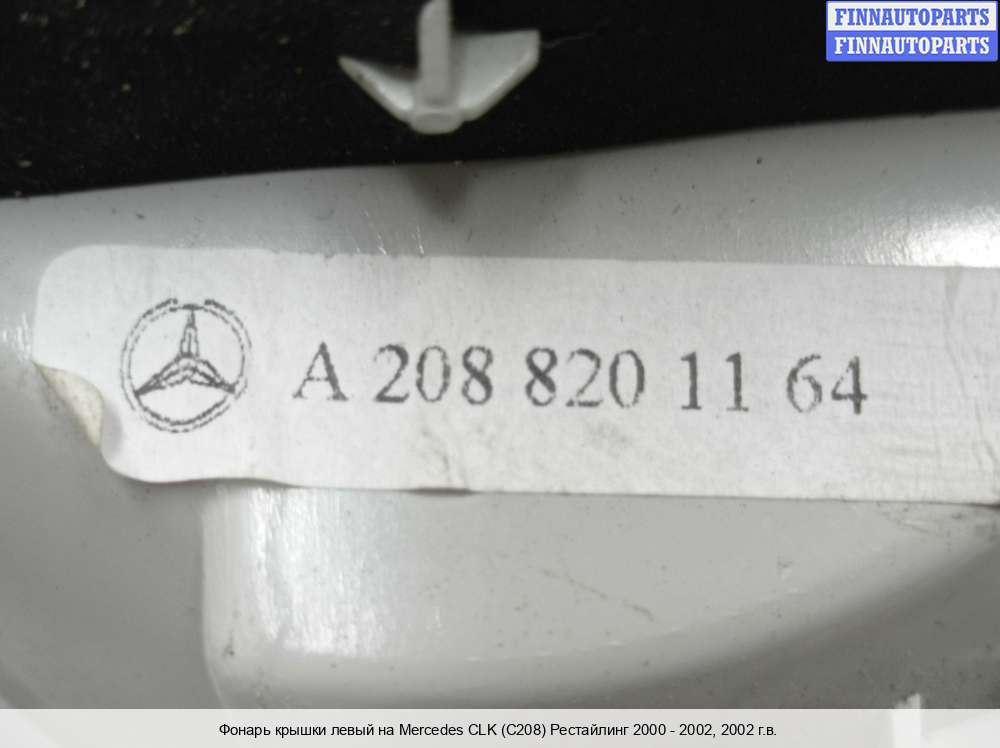 FINNAUTOPARTS
FINNAUTOPARTS
A 208 820 11 64
Фонарь крышки левый на Mercedes CLK (C208) Рестайлинг 2000 - 2002, 2002 г.в.